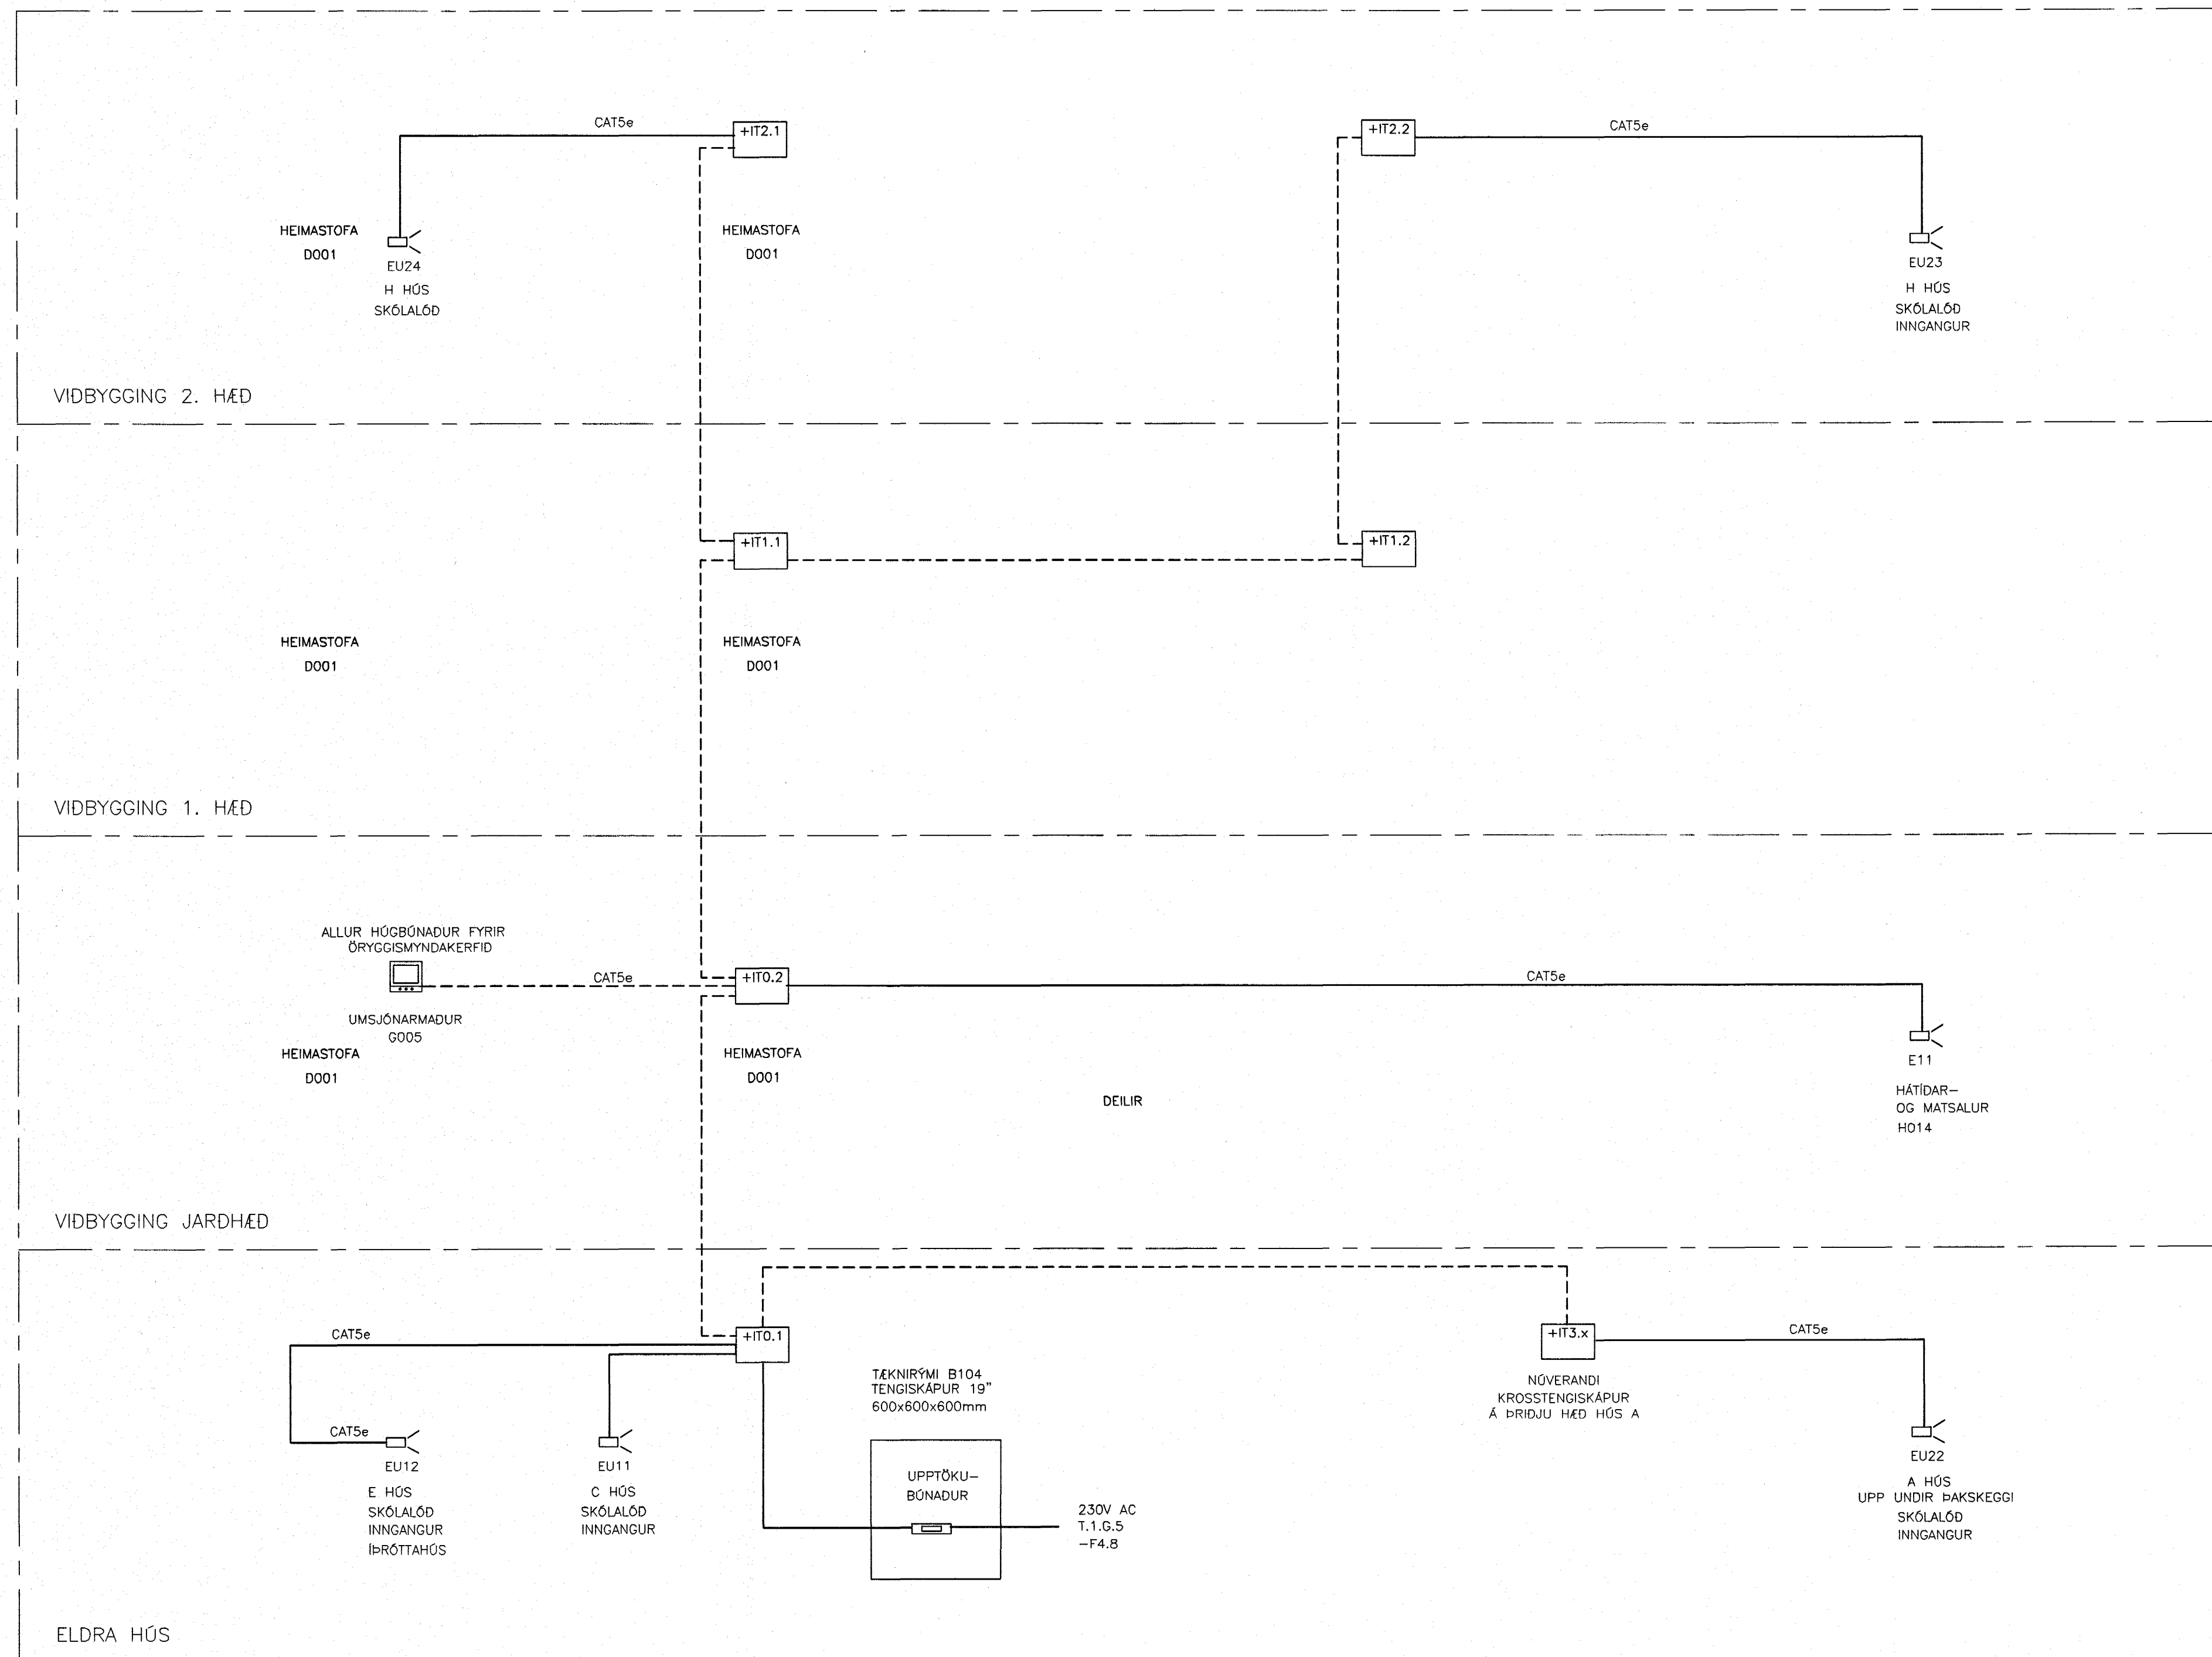 CAT5e
+IT2.1
+IT2.2
CAT5e
HEIMASTOFA
D001
EU24
H HÚS
SKÓLALÓÐ
HEIMASTOFA
D001
EU23
H HÚS
SKÓLALÓÐ
INNGANGUR
VIÐBYGGING 2. HÆÐ
+IT1.1
+IT1.2
HEIMASTOFA
D001
HEIMASTOFA
D001
VIÐBYGGING 1. HÆÐ
ALLUR HÚGBÚNAÐUR FYRIR
ÖRYGGISMYNDAKERFIÐ
CAT5e
+IT0.2
CAT5e
UMSJÓNARMAÐUR
G005
HEIMASTOFA
D001
HEIMASTOFA
D001
DEILIR
E11
HÁTÍÐAR–
OG MATSALUR
H014
VIÐBYGGING JARÐHÆÐ
CAT5e
+IT0.1
+IT3.x
CAT5e
NÚVERANDI
KROSSTENGISKÁPUR
Á ÞRIÐJU HÆÐ HÚS A
TÆKNIRÝMI B104
TENGISKÁPUR 19"
600x600x600mm
CAT5e
EU12
E HÚS
SKÓLALÓÐ
INNGANGUR
ÍÞRÓTTAHÚS
EU11
C HÚS
SKÓLALÓÐ
INNGANGUR
UPPTÖKU–
BÚNAÐUR
230V AC
T.1.G.5
–F4.8
EU22
A HÚS
UPP UNDIR ÞAKSKEGGI
SKÓLALÓÐ
INNGANGUR
ELDRA HÚS